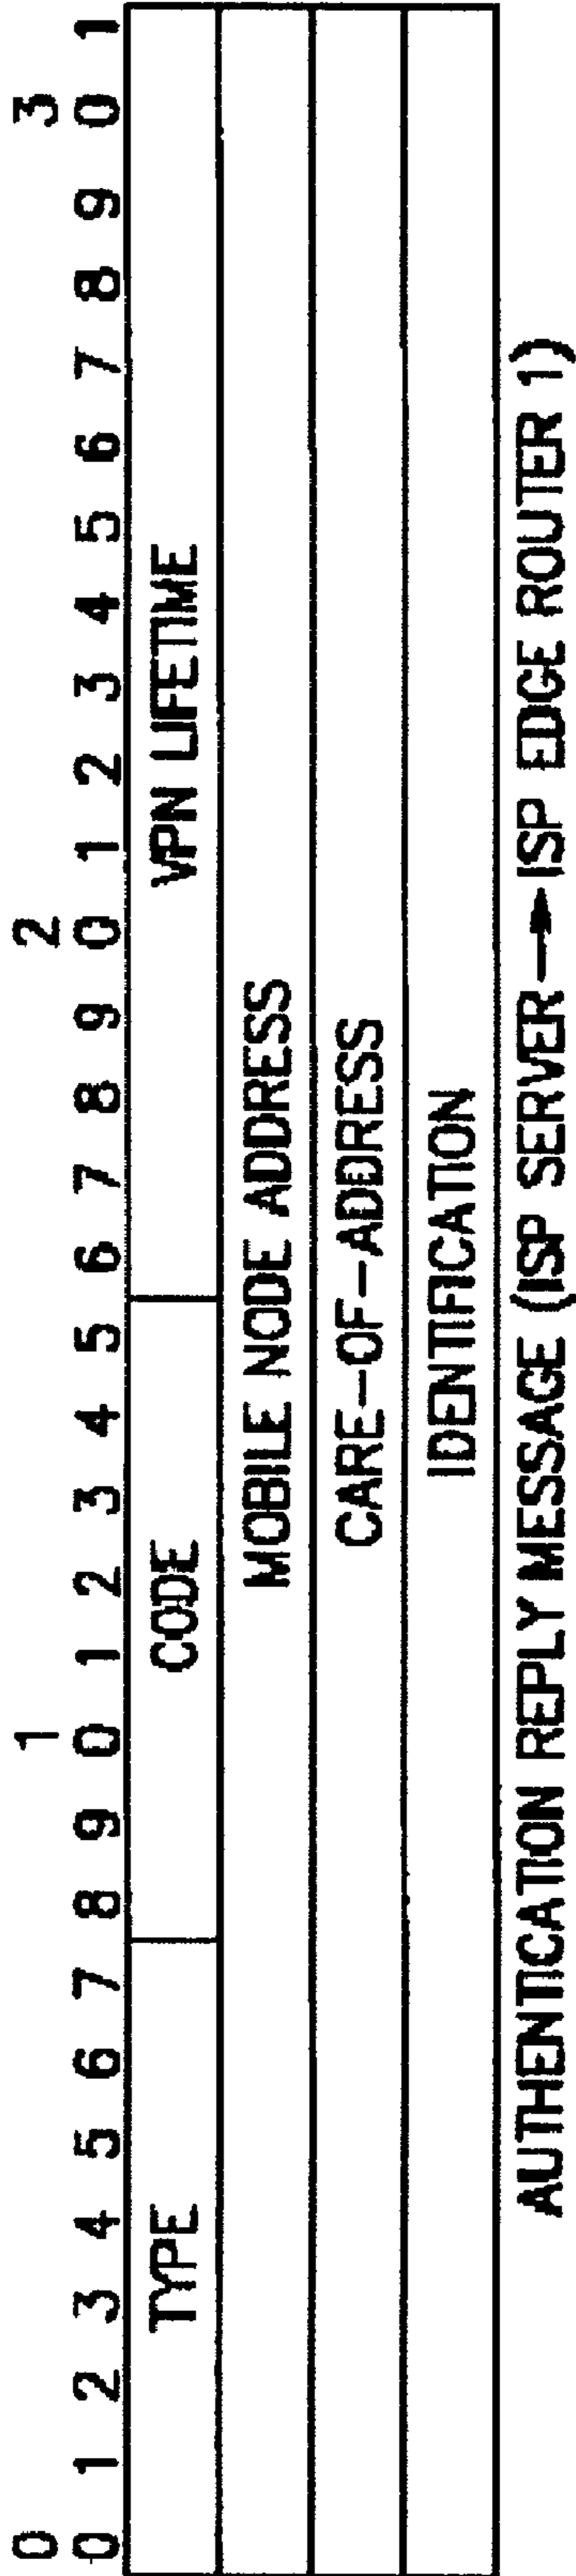 0 1 2 3
0 1 2 3 4 5 6 7 8 9 0 1 2 3 4 5 6 7 8 9 0 1 2 3 4 5 6 7 8 9 0 1
TYPE CODE VPN LIFETIME
MOBILE NODE ADDRESS
CARE-OF-ADDRESS
IDENTIFICATION
AUTHENTICATION REPLY MESSAGE (ISP SERVER→ISP EDGE ROUTER 1)